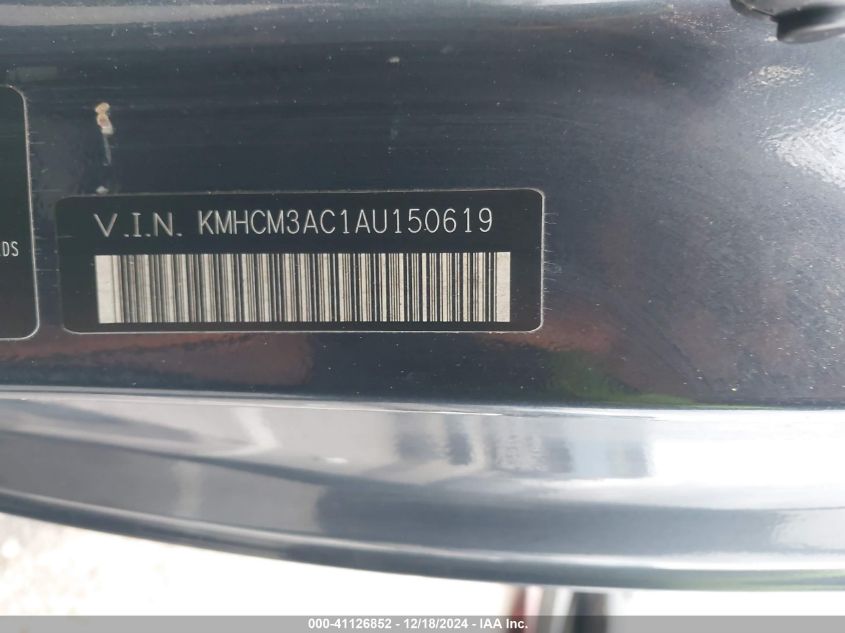 V.I.N. KMHCM3AC1AU150619
DS
000-41126852 - 12/18/2024 - IAA Inc.